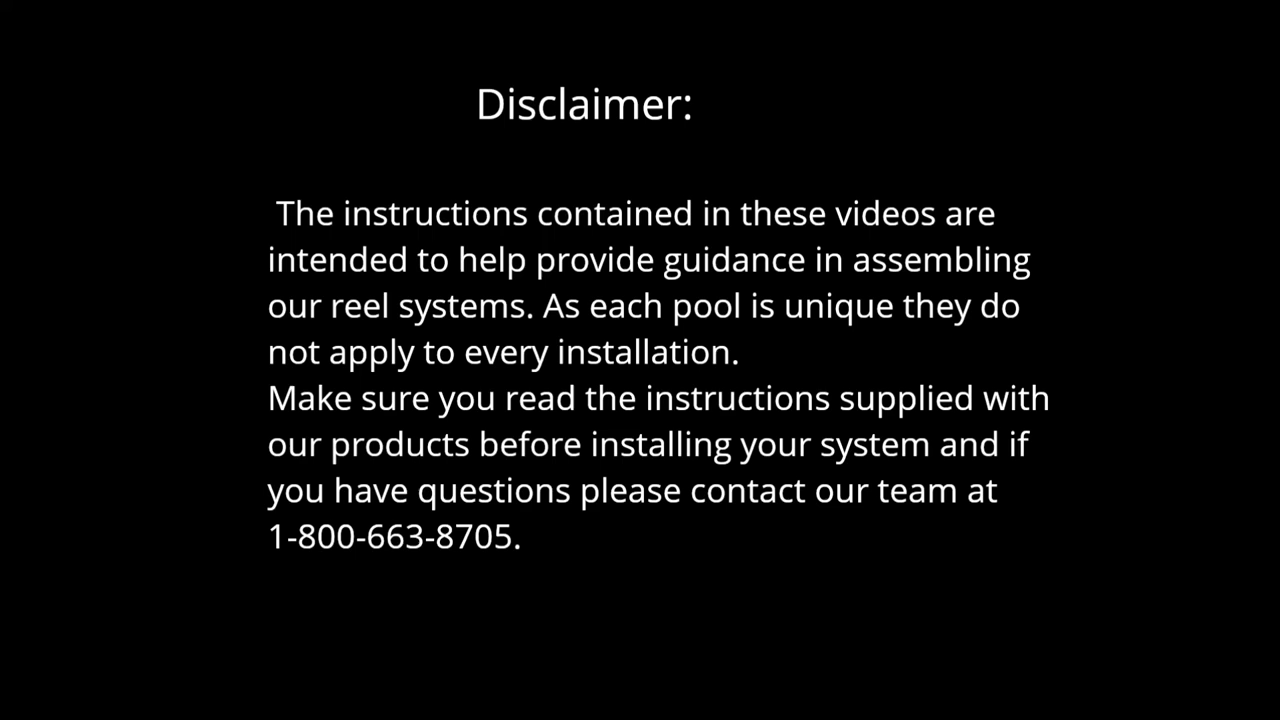 Disclaimer:
The instructions contained in these videos are
intended to help provide guidance in assembling
our reel systems. As each pool is unique they do
not apply to every installation.
Make sure you read the instructions supplied with
our products before installing your system and if
you have questions please contact our team at
1-800-663-8705.